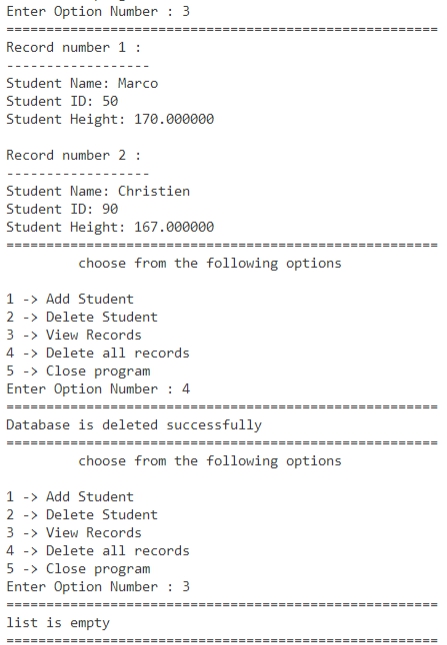 Enter Option Number : 3
======================================================
Record number 1 :
- - - - - - - - - - - - - - - - - -
Student Name: Marco
Student ID: 50
Student Height: 170.000000
Record number 2 :
- - - - - - - - - - - - - - - - - -
Student Name: Christien
Student ID: 90
Student Height: 167.000000
======================================================
choose from the following options
1 -> Add Student
2 -> Delete Student
3 -> View Records
4 -> Delete all records
5 -> Close program
Enter Option Number : 4
======================================================
Database is deleted successfully
======================================================
choose from the following options
1 -> Add Student
2 -> Delete Student
3 -> View Records
4 -> Delete all records
5 -> Close program
Enter Option Number : 3
======================================================
list is empty
======================================================